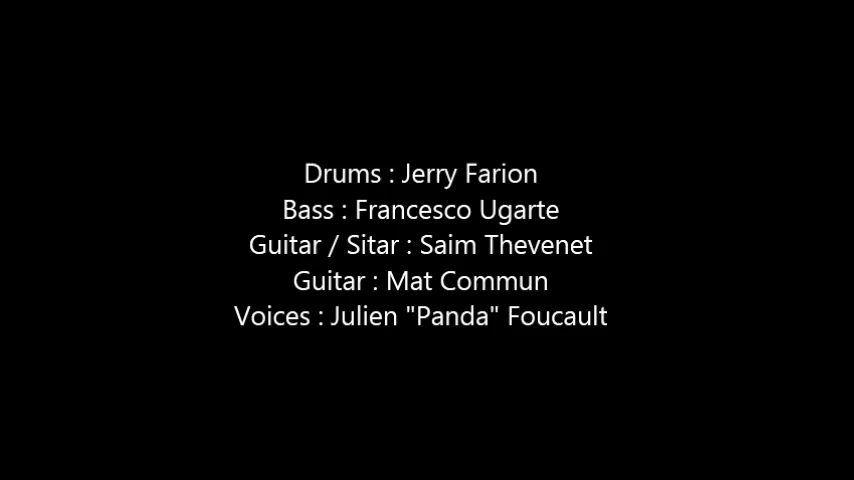 Drums : Jerry Farion
Bass : Francesco Ugarte
Guitar / Sitar : Saim Thevenet
Guitar : Mat Commun
Voices : Julien "Panda" Foucault